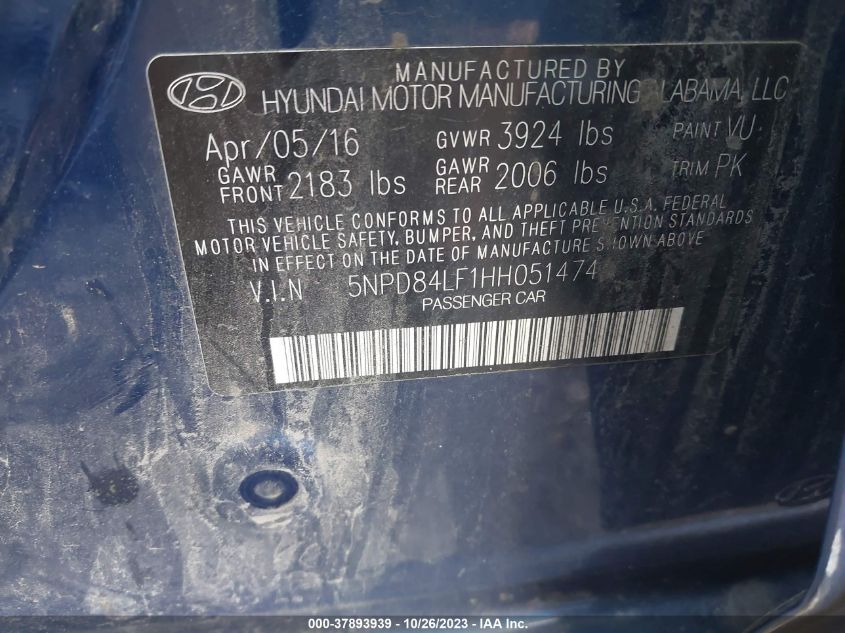 MANUFACTURED BY
HYUNDAI MOTOR MANUFACTURING ALABAMA, LLC
Apr/05/16 GVWR 3924 lbs PAINT VU
GAWR FRONT 2183 lbs GAWR REAR 2006 lbs TRIM PK
THIS VEHICLE CONFORMS TO ALL APPLICABLE U.S.A. FEDERAL
MOTOR VEHICLE SAFETY, BUMPER, AND THEFT PREVENTION STANDARDS
IN EFFECT ON THE DATE OF MANUFACTURE SHOWN ABOVE
V.I.N 5NPD84LF1HH051474
PASSENGER CAR
000-37893939 - 10/26/2023 - IAA Inc.